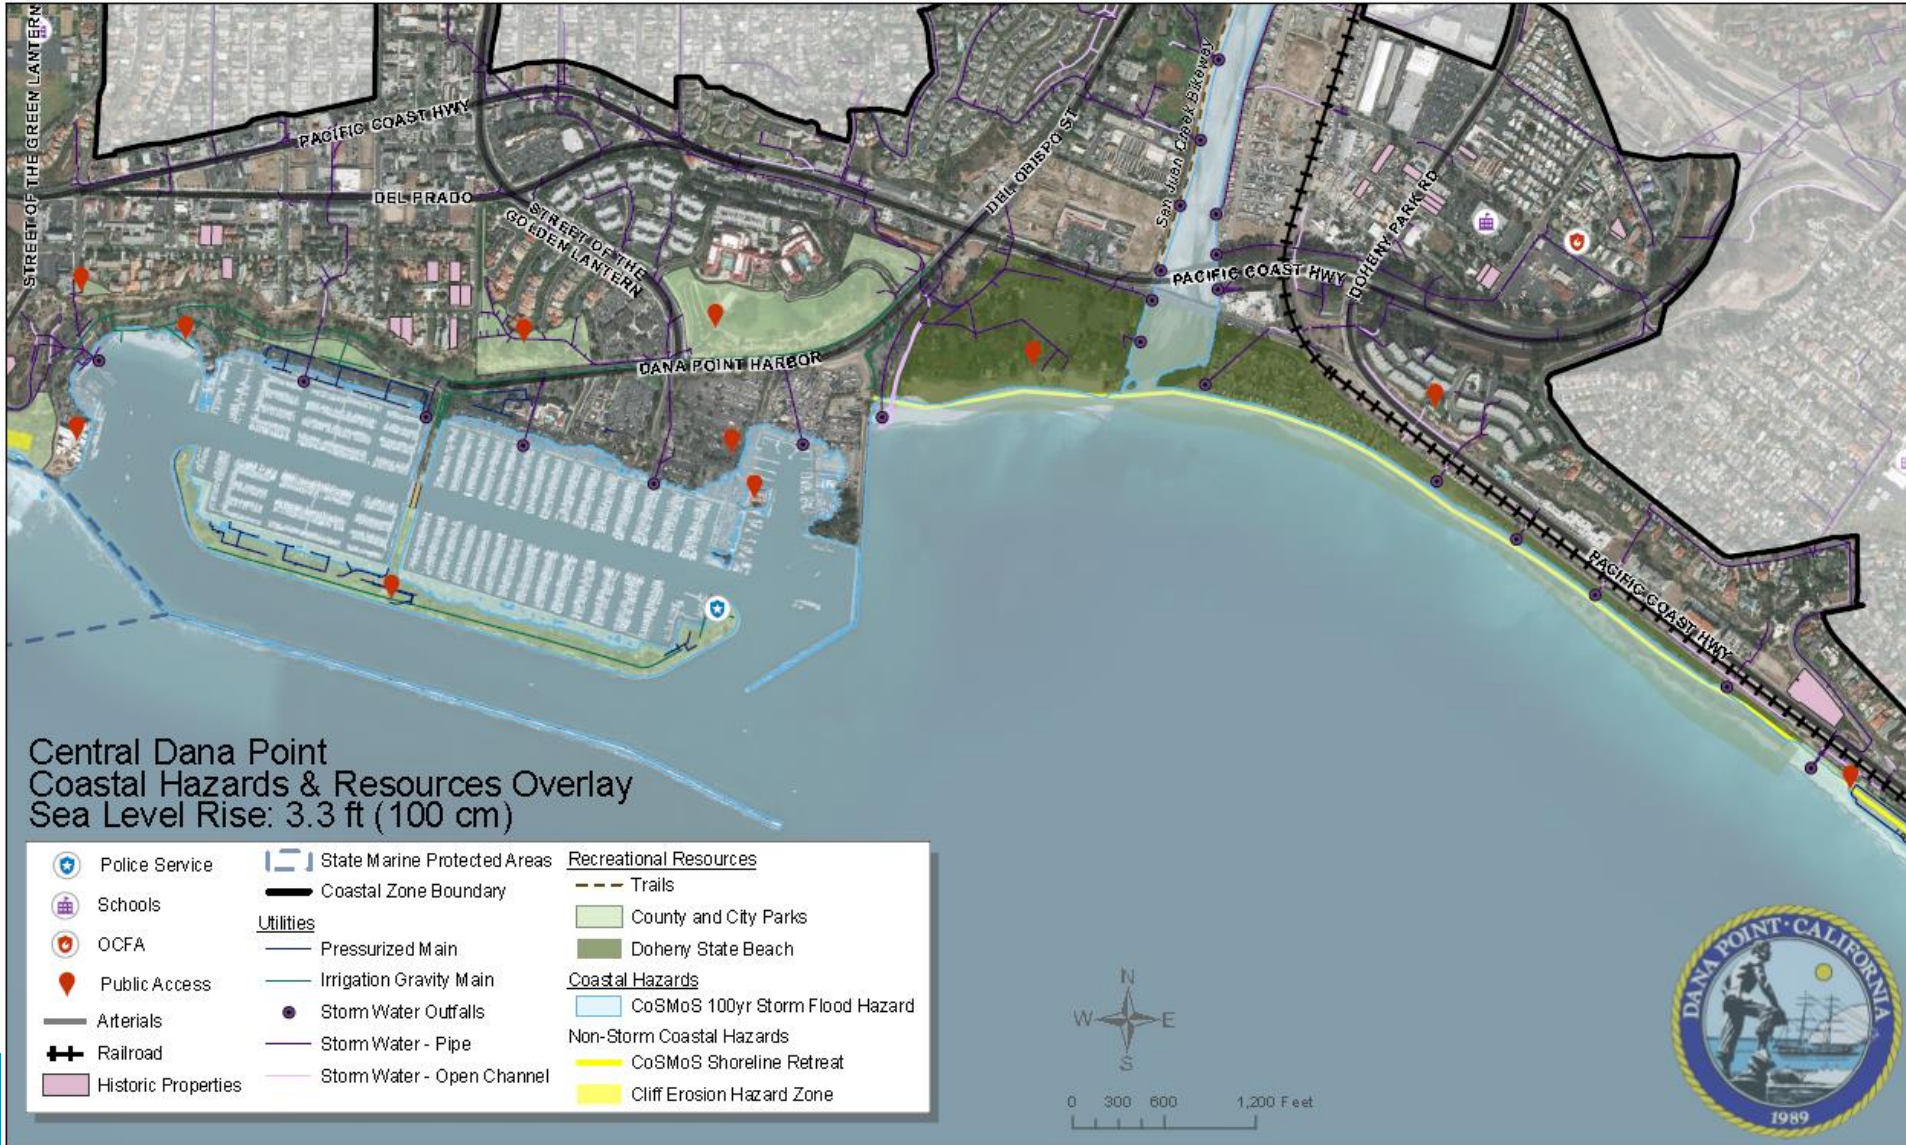 STREET OF THE GREEN LANTERN
PACIFIC COAST HWY
DEL PRADO
STREET OF THE
GOLDEN LANTERN
DEL OBISPO ST
San Juan Creek Bikeway
PACIFIC COAST HWY
DOHENY PARK RD
DANA POINT HARBOR
PACIFIC COAST HWY
Central Dana Point
Coastal Hazards & Resources Overlay
Sea Level Rise: 3.3 ft (100 cm)
Police Service
Schools
OCFA
Public Access
Arterials
Railroad
Historic Properties
State Marine Protected Areas
Coastal Zone Boundary
Utilities
Pressurized Main
Irrigation Gravity Main
Storm Water Outfalls
Storm Water - Pipe
Storm Water - Open Channel
Recreational Resources
Trails
County and City Parks
Doheny State Beach
Coastal Hazards
CoSMoS 100yr Storm Flood Hazard
Non-Storm Coastal Hazards
CoSMoS Shoreline Retreat
Cliff Erosion Hazard Zone
N
W E
S
0 300 600 1,200 Feet
DANA POINT · CALIFORNIA
1989